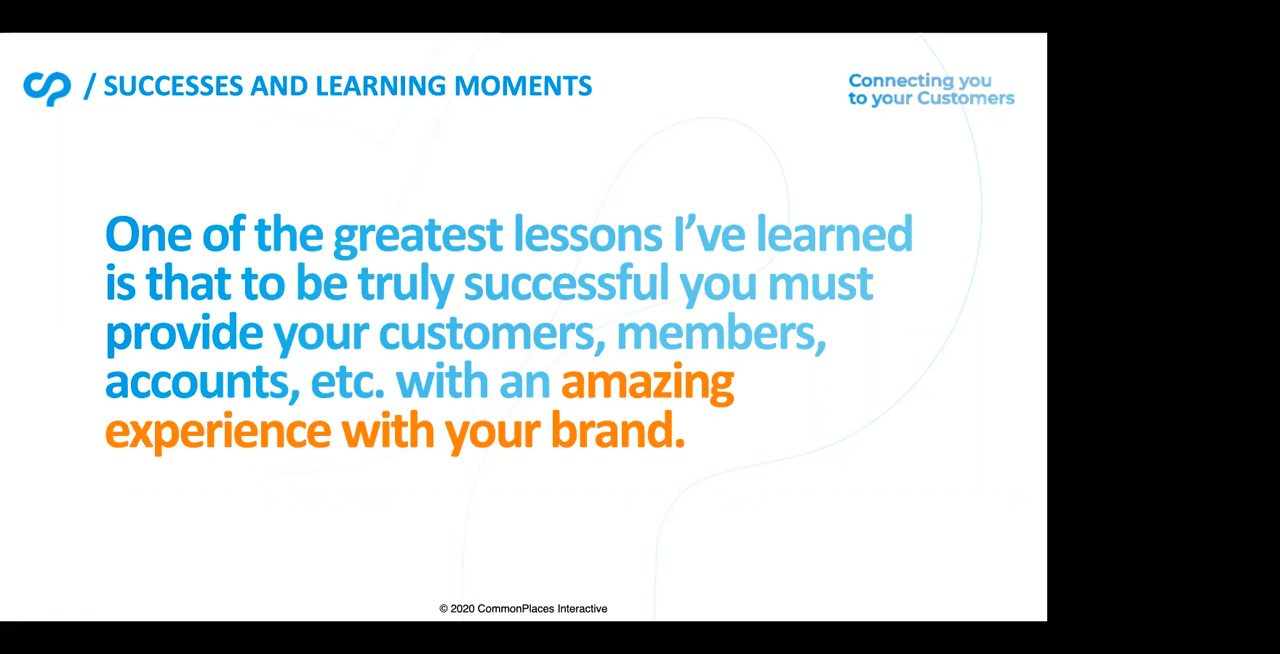 / SUCCESSES AND LEARNING MOMENTS
Connecting you
to your Customers
One of the greatest lessons I’ve learned
is that to be truly successful you must
provide your customers, members,
accounts, etc. with an amazing
experience with your brand.
© 2020 CommonPlaces Interactive